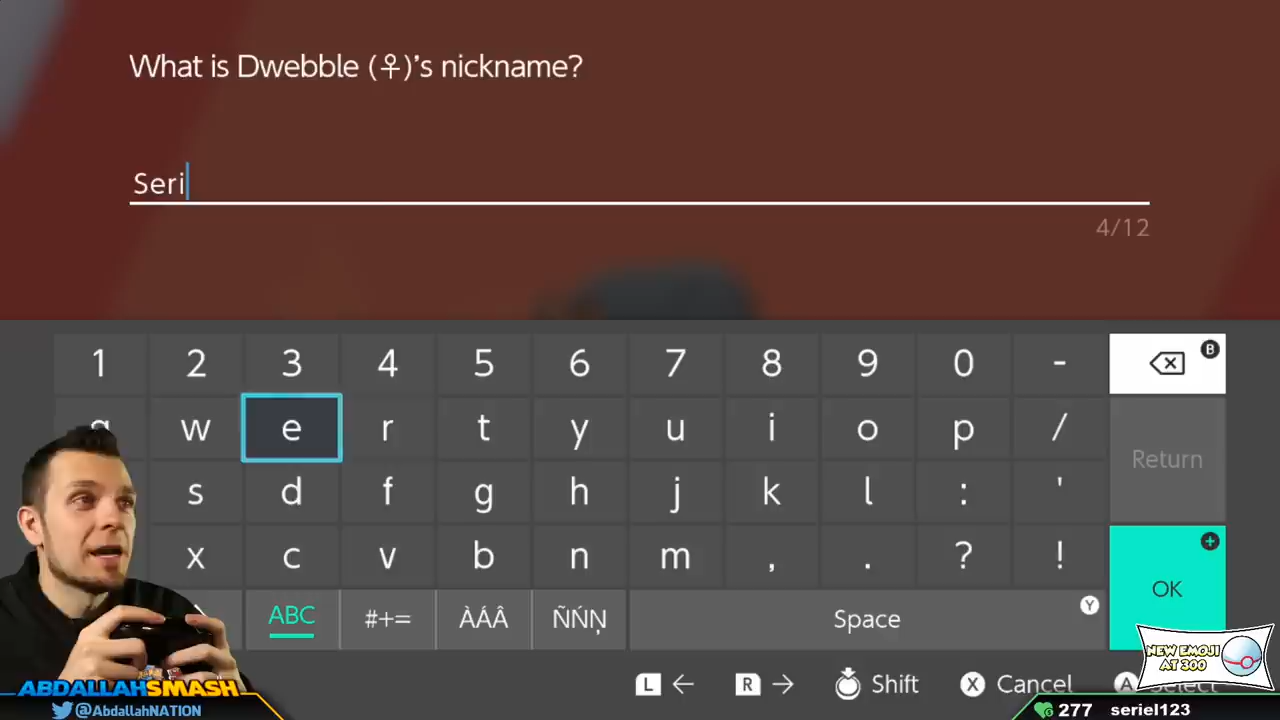 What is Dwebble (♀)'s nickname?
Seri
4/12
1 2 3 4 5 6 7 8 9 0 -
B
w e r t y u i o p /
Return
s d f g h j k l : '
x c v b n m , . ? !
+
OK
ABC #+= ÀÁÂ ÑŃŅ Space
Y
L ← R → Shift X Cancel A Select
NEW EMOJI
AT 300
ABDALLAHSMASH
@AbdallahNATION
277 seriel123